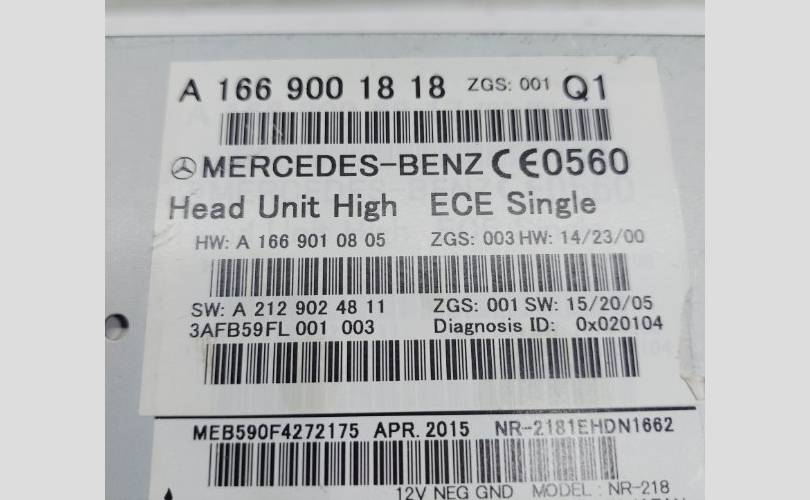 A 166 900 18 18 ZGS: 001 Q1
MERCEDES-BENZ CE0560
Head Unit High ECE Single
HW: A 166 901 08 05 ZGS: 003 HW: 14/23/00
SW: A 212 902 48 11 ZGS: 001 SW: 15/20/05
3AFB59FL 001 003 Diagnosis ID: 0x020104
MEB590F4272175 APR. 2015 NR-2181EHDN1662
12V NEG GND MODEL : NR-218